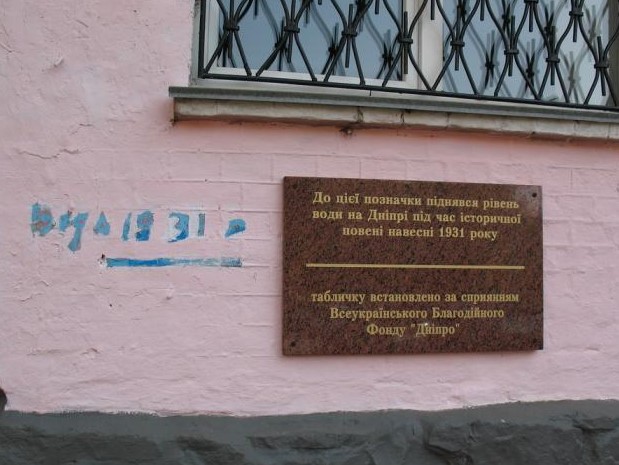 1931 г
До цієї позначки піднявся рівень
води на Дніпрі під час історичної
повені навесні 1931 року
табличку встановлено за сприянням
Всеукраїнського Благодійного
Фонду "Дніпро"